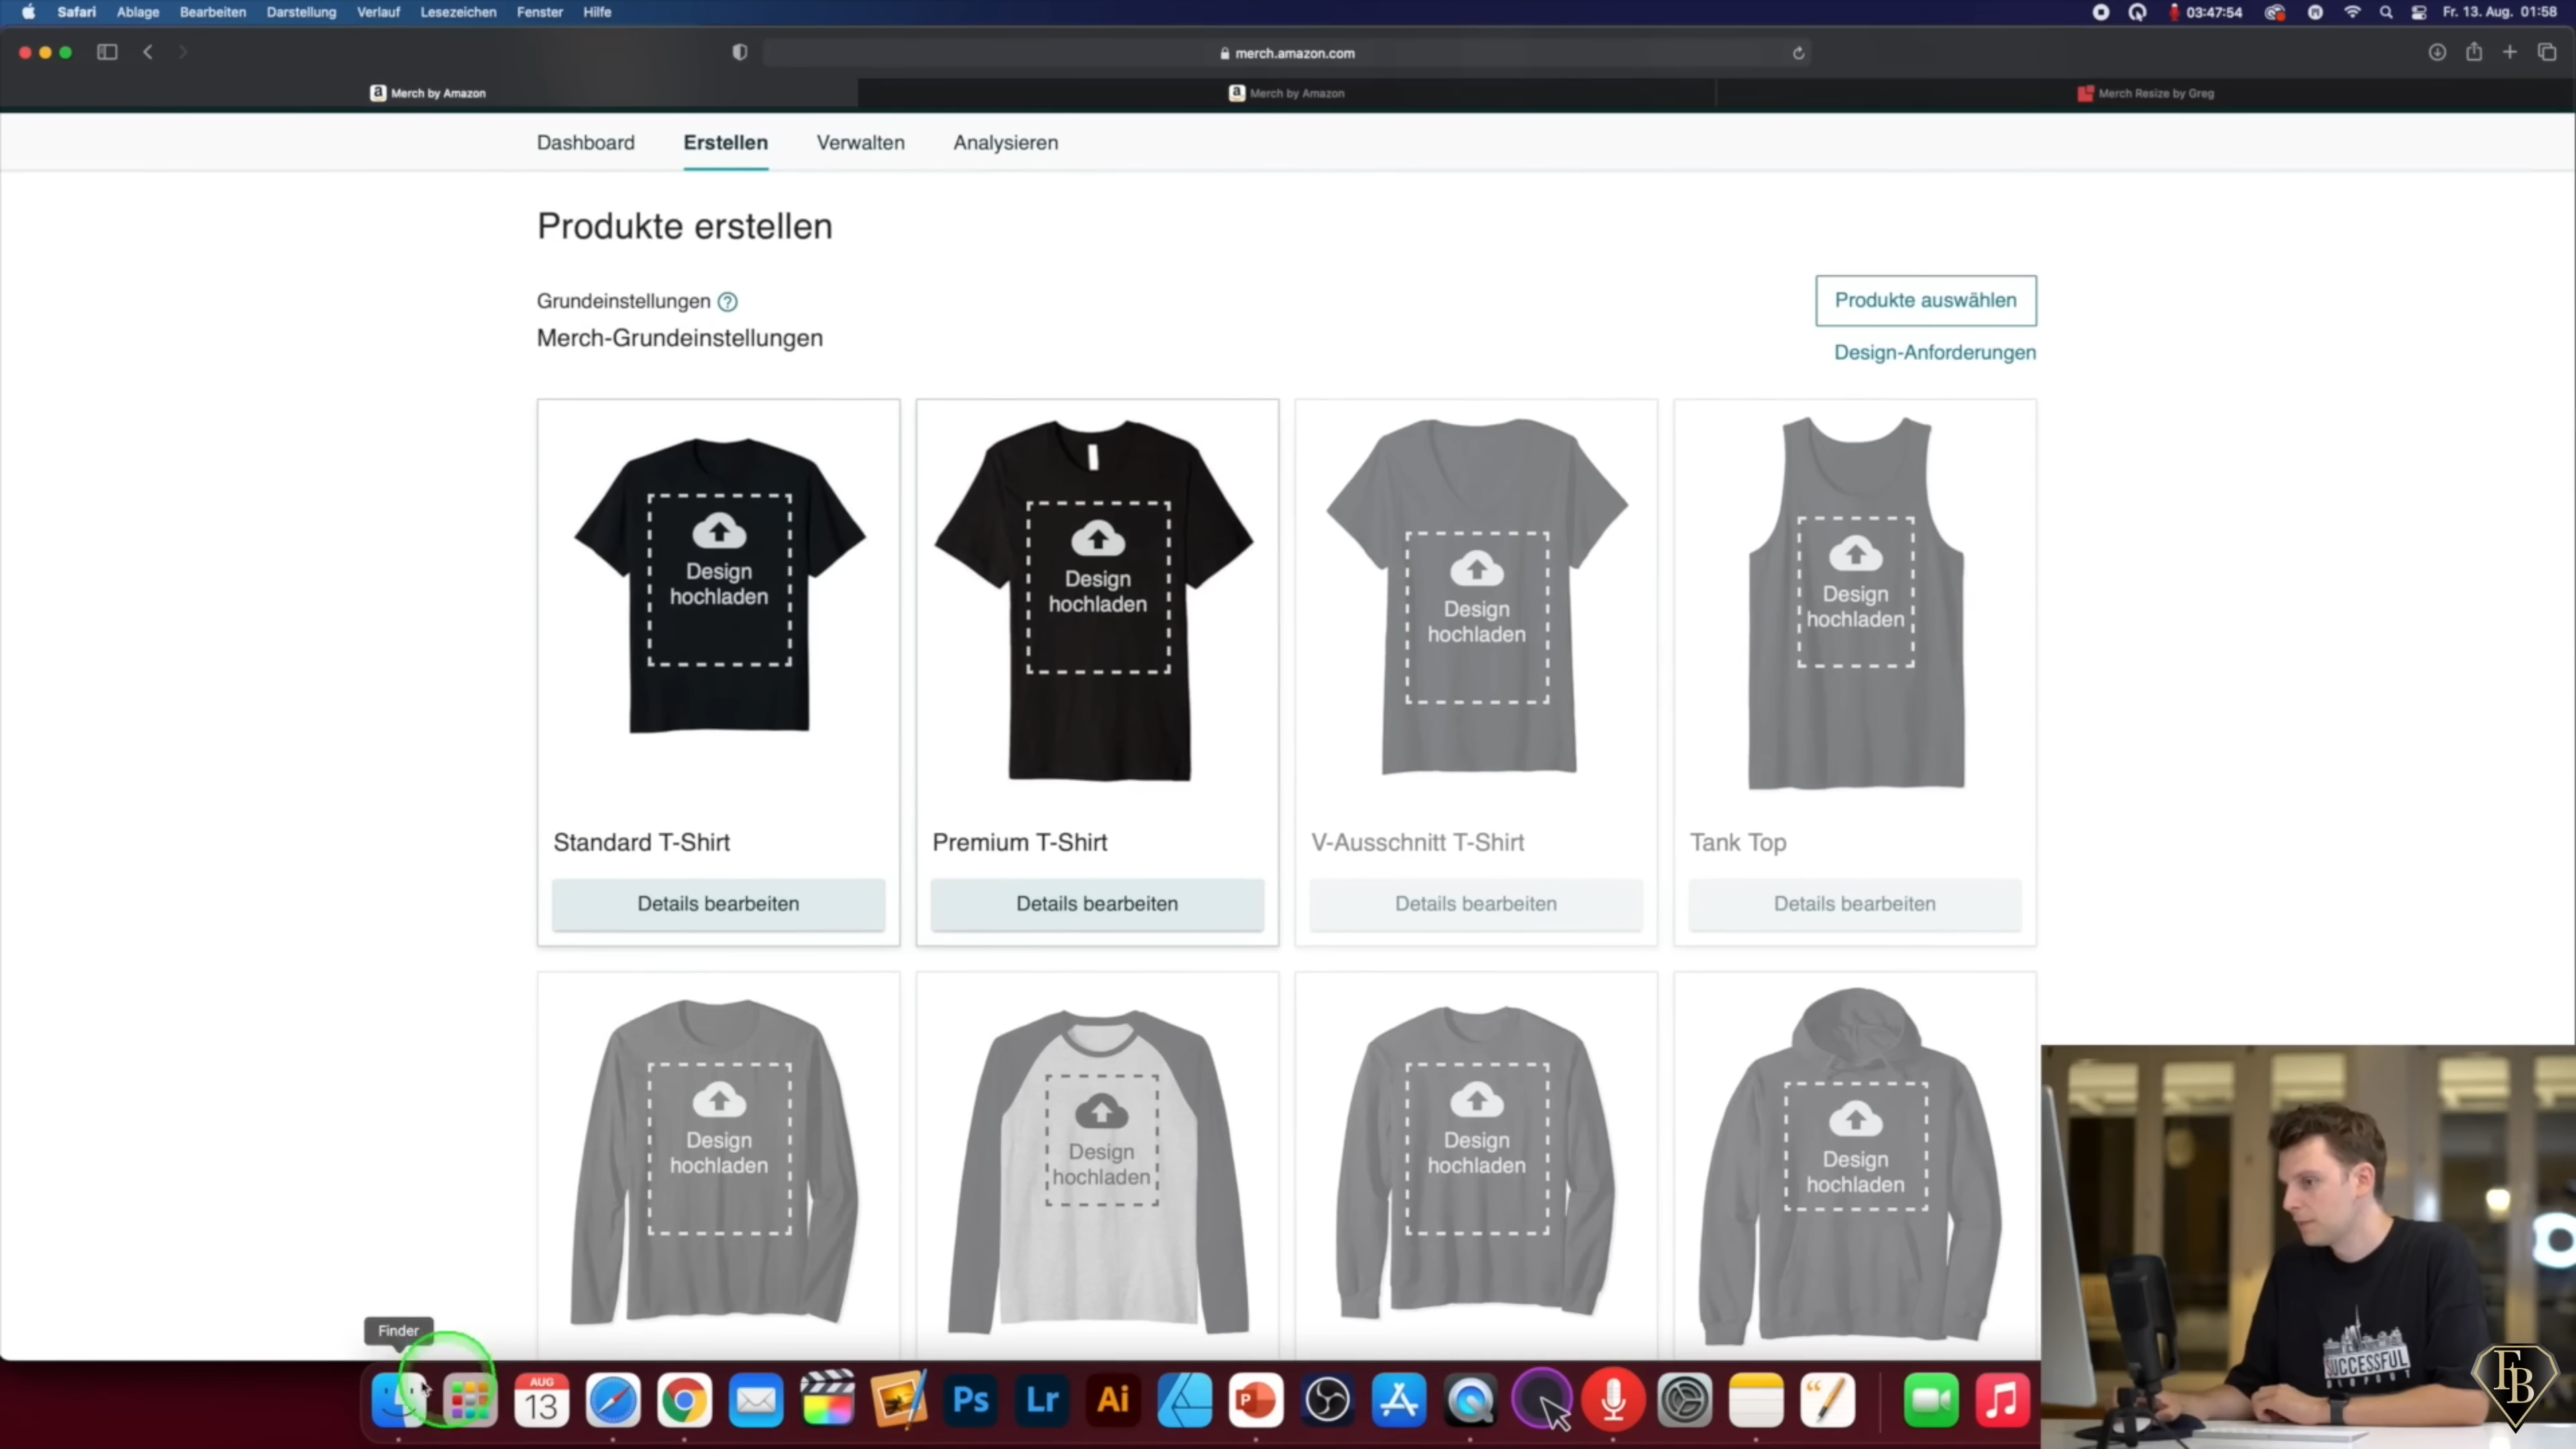 Safari Ablage Bearbeiten Darstellung Verlauf Lesezeichen Fenster Hilfe 03:47:54 Fr. 13. Aug. 01:58
merch.amazon.com
Merch by Amazon Merch by Amazon Merch Resize by Greg
Dashboard Erstellen Verwalten Analysieren
Produkte erstellen
Grundeinstellungen ?
Merch-Grundeinstellungen
Produkte auswählen
Design-Anforderungen
Design
hochladen
Design
hochladen
Design
hochladen
Design
hochladen
Standard T-Shirt
Premium T-Shirt
V-Ausschnitt T-Shirt
Tank Top
Details bearbeiten
Details bearbeiten
Details bearbeiten
Details bearbeiten
Design
hochladen
Design
hochladen
Design
hochladen
Design
hochladen
Finder
AUG
13
Ps
Lr
Ai
P
SUCCESSFUL
DROPOUT
FB